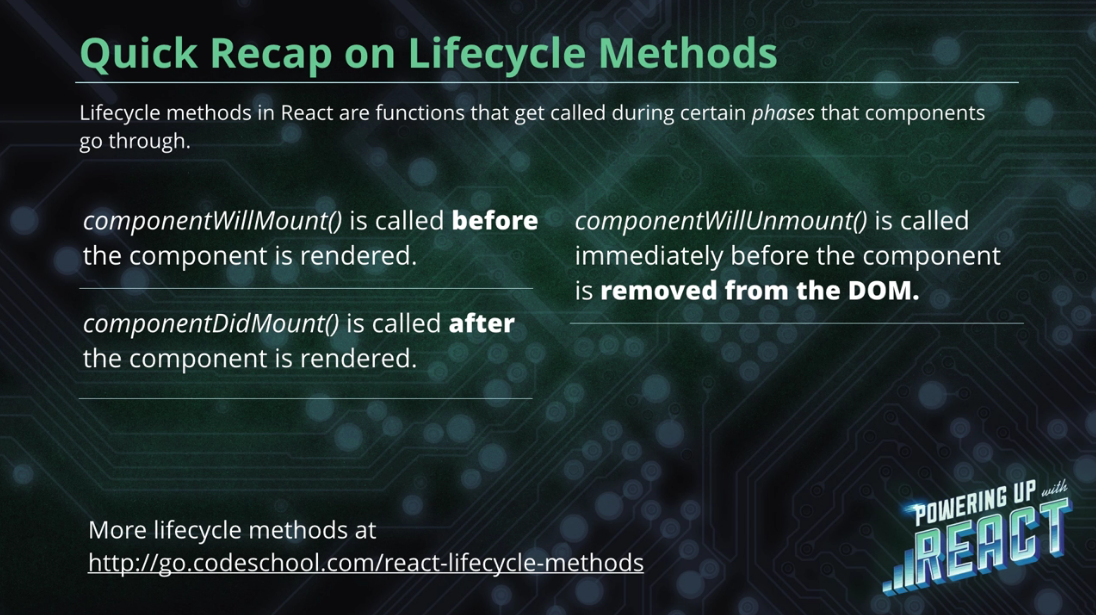 Quick Recap on Lifecycle Methods
Lifecycle methods in React are functions that get called during certain phases that components
go through.
componentWillMount() is called before
the component is rendered.
componentDidMount() is called after
the component is rendered.
componentWillUnmount() is called
immediately before the component
is removed from the DOM.
More lifecycle methods at
http://go.codeschool.com/react-lifecycle-methods
POWERING UP with
REACT